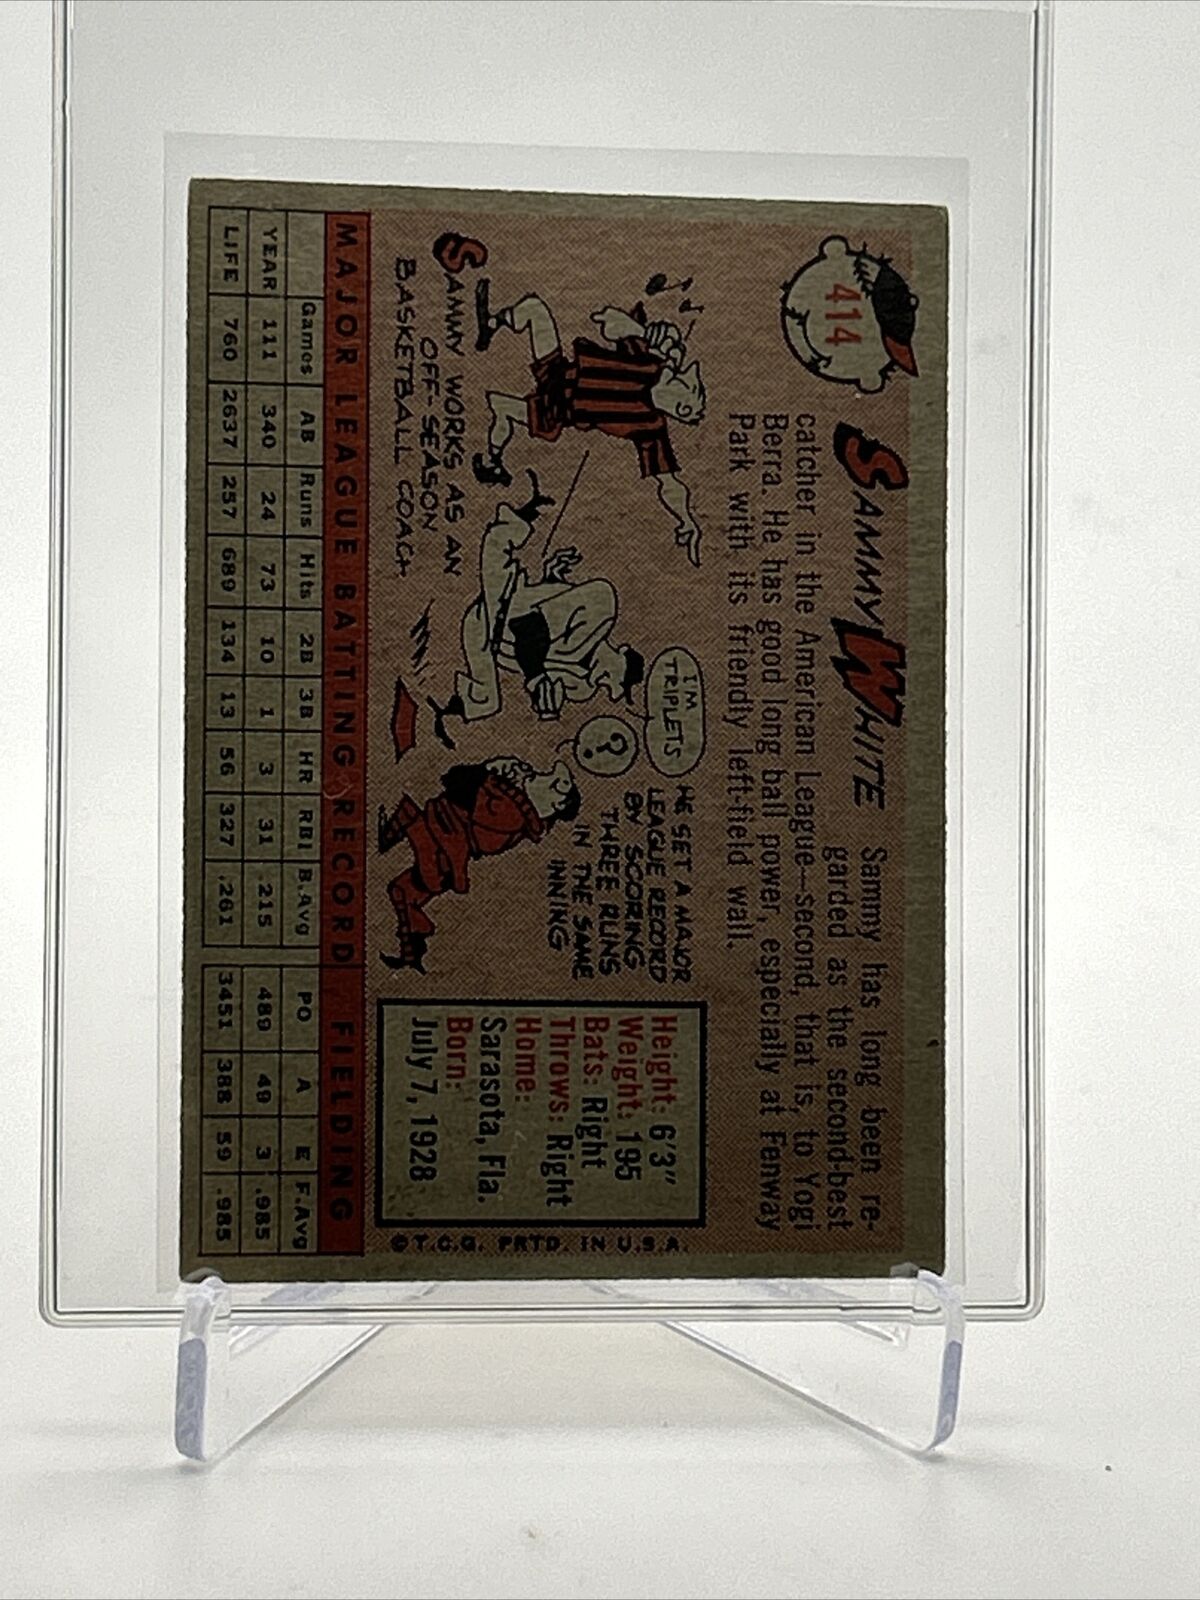 414
SAMMY WHITE
Sammy has long been re-
garded as the second-best
catcher in the American League—second, that is, to Yogi
Berra. He has good long ball power, especially at Fenway
Park with its friendly left-field wall.
SAMMY WORKS AS AN
OFF-SEASON
BASKETBALL COACH
I'M
TRIPLETS
?
HE SET A MAJOR
LEAGUE RECORD
BY SCORING
THREE RUNS
IN THE SAME
INNING
Height: 6'3"
Weight: 195
Bats: Right
Throws: Right
Home:
Sarasota, Fla.
Born:
July 7, 1928
© T.C.G. PRTD. IN U.S.A.
MAJOR LEAGUE BATTING RECORD FIELDING
Games AB Runs Hits 2B 3B HR RBI B.Avg PO A E F.Avg
YEAR 111 340 24 73 10 1 3 31 .215 489 49 3 .985
LIFE 760 2637 257 689 134 13 56 327 .261 3451 388 59 .985